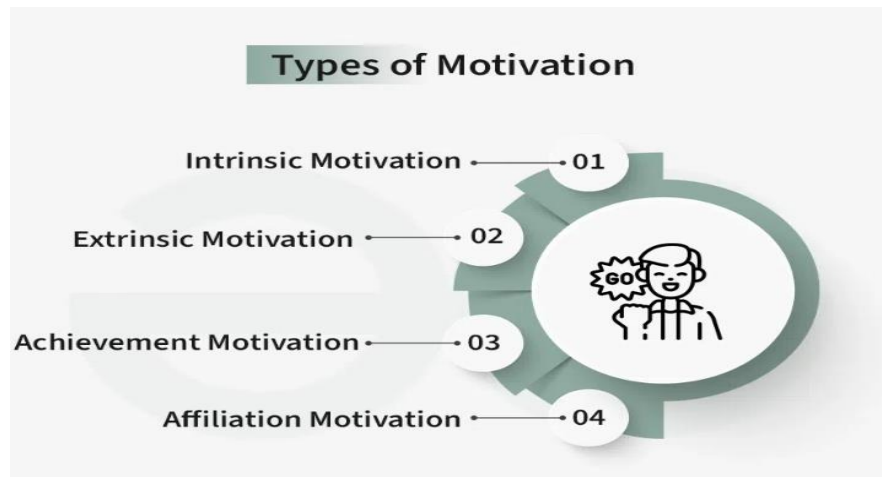 Types of Motivation
Intrinsic Motivation 01
Extrinsic Motivation 02
GO
Achievement Motivation 03
Affiliation Motivation 04